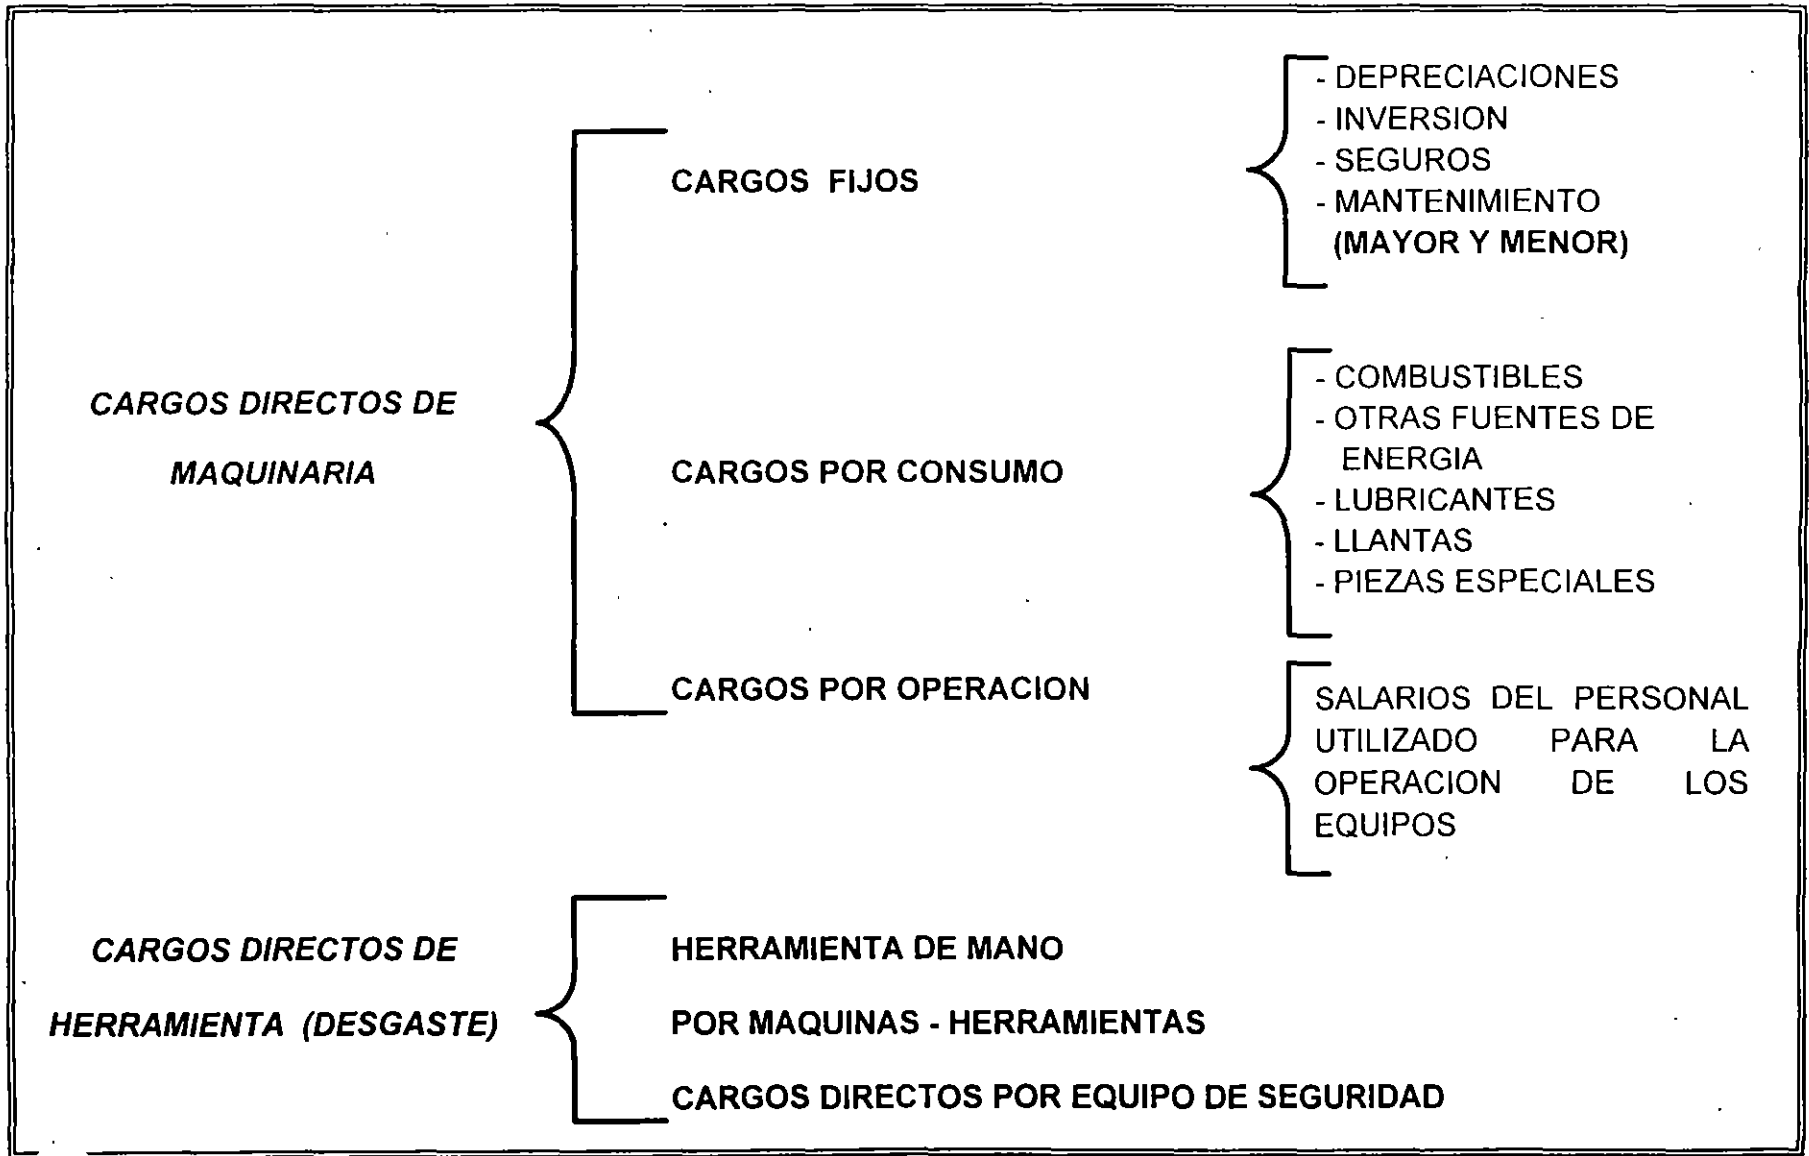 CARGOS DIRECTOS DE
MAQUINARIA
CARGOS FIJOS
- DEPRECIACIONES
- INVERSION
- SEGUROS
- MANTENIMIENTO
(MAYOR Y MENOR)
CARGOS POR CONSUMO
- COMBUSTIBLES
- OTRAS FUENTES DE
ENERGIA
- LUBRICANTES
- LLANTAS
- PIEZAS ESPECIALES
CARGOS POR OPERACION
SALARIOS DEL PERSONAL
UTILIZADO PARA LA
OPERACION DE LOS
EQUIPOS
CARGOS DIRECTOS DE
HERRAMIENTA (DESGASTE)
HERRAMIENTA DE MANO
POR MAQUINAS - HERRAMIENTAS
CARGOS DIRECTOS POR EQUIPO DE SEGURIDAD